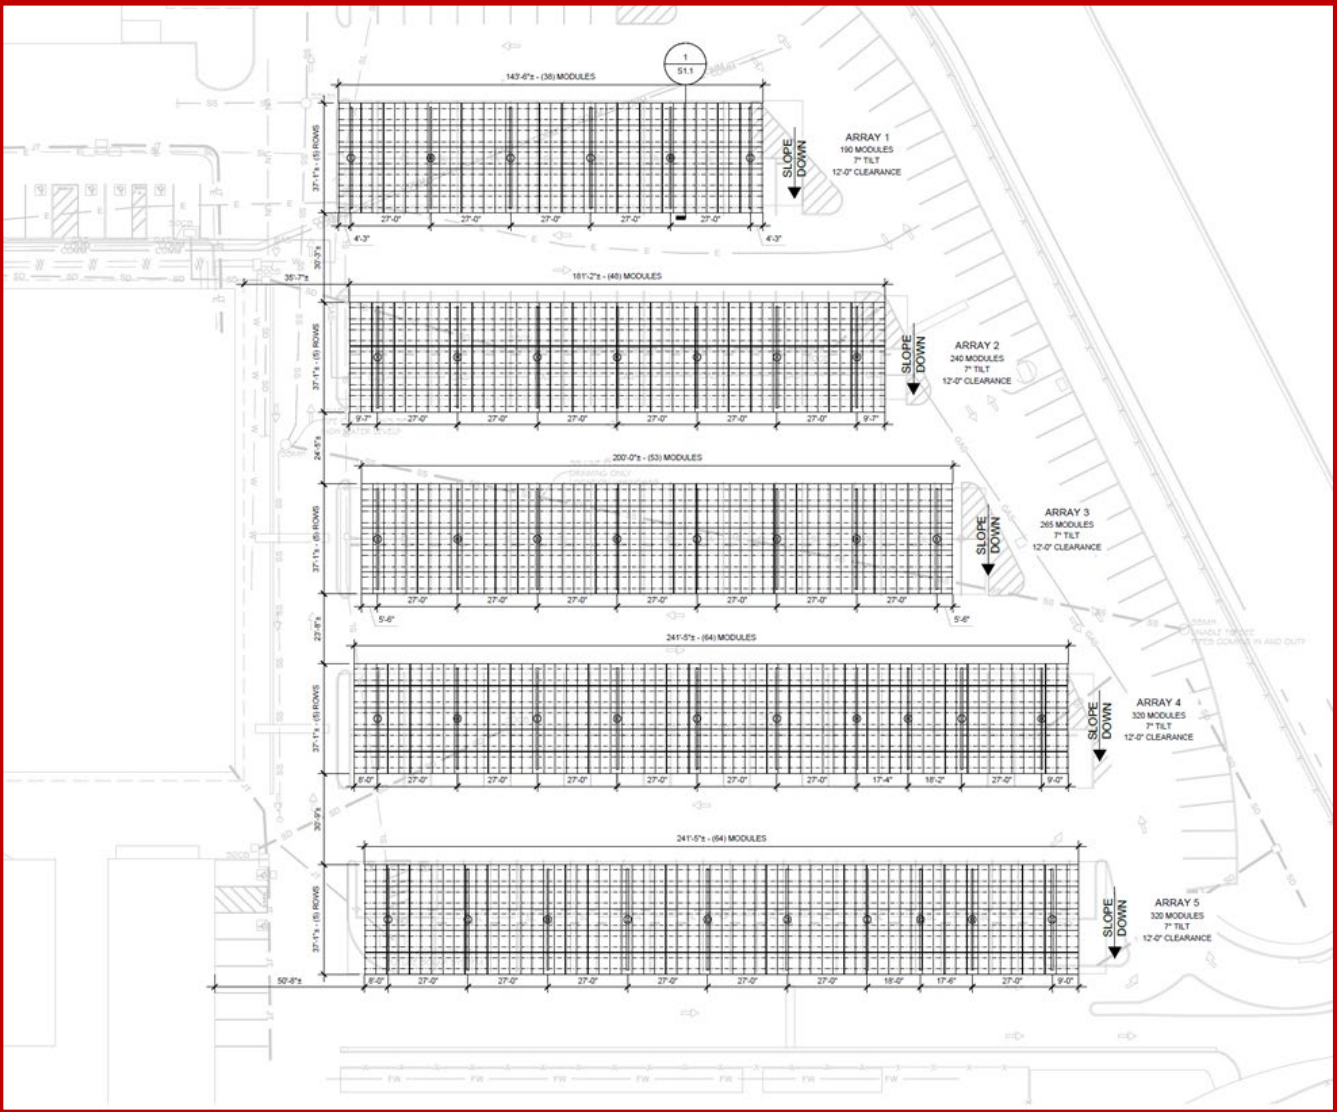 1
S1.1
143'-6"± - (38) MODULES
37'-1"± - (5) ROWS
SLOPE
DOWN
ARRAY 1
190 MODULES
7° TILT
12'-0" CLEARANCE
27'-0" 27'-0" 27'-0" 27'-0" 27'-0"
4'-3" 4'-3"
30'-3"±
35'-7"±
181'-2"± - (48) MODULES
37'-1"± - (5) ROWS
SLOPE
DOWN
ARRAY 2
240 MODULES
7° TILT
12'-0" CLEARANCE
9'-7" 27'-0" 27'-0" 27'-0" 27'-0" 27'-0" 27'-0" 9'-7"
24'-5"±
200'-0"± - (53) MODULES
DRAWING ONLY
37'-1"± - (5) ROWS
SLOPE
DOWN
ARRAY 3
265 MODULES
7° TILT
12'-0" CLEARANCE
27'-0" 27'-0" 27'-0" 27'-0" 27'-0" 27'-0" 27'-0"
5'-6" 5'-6"
23'-8"±
241'-5"± - (64) MODULES
37'-1"± - (5) ROWS
SLOPE
DOWN
ARRAY 4
320 MODULES
7° TILT
12'-0" CLEARANCE
8'-0" 27'-0" 27'-0" 27'-0" 27'-0" 27'-0" 27'-0" 17'-4" 18'-2" 27'-0" 9'-0"
30'-9"±
241'-5"± - (64) MODULES
37'-1"± - (5) ROWS
SLOPE
DOWN
ARRAY 5
320 MODULES
7° TILT
12'-0" CLEARANCE
50'-8"± 8'-0" 27'-0" 27'-0" 27'-0" 27'-0" 27'-0" 27'-0" 18'-0" 17'-6" 27'-0" 9'-0"
FW FW FW FW FW FW FW